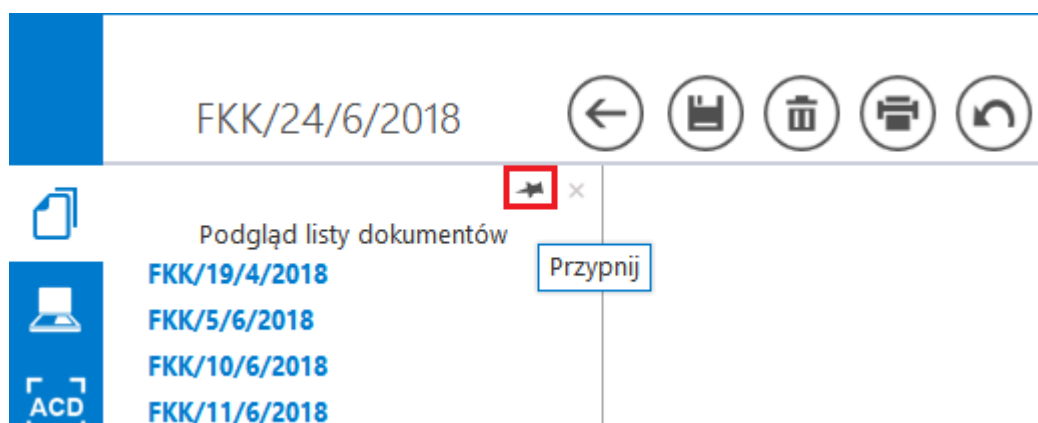 FKK/24/6/2018
Podgląd listy dokumentów
Przypnij
FKK/19/4/2018
FKK/5/6/2018
FKK/10/6/2018
ACD
FKK/11/6/2018